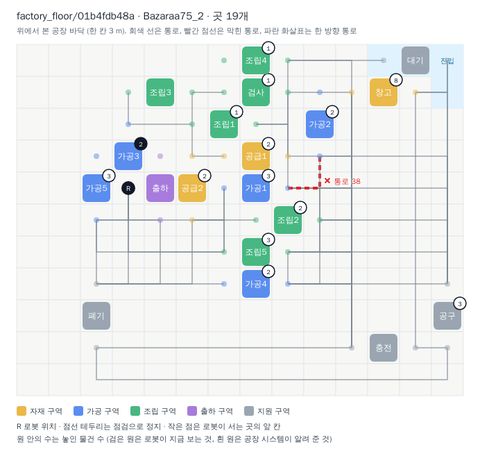 factory_floor/01b4fdb48a · Bazaraa75_2 · 곳 19개
위에서 본 공장 바닥 (한 칸 3 m). 회색 선은 통로, 빨간 점선은 막힌 통로, 파란 화살표는 한 방향 통로
조립4 1 대기 진입
조립3 검사 1 창고 8
조립1 1 가공2
가공3 2 공급1 2
가공5 3 R 출하 공급2 2 가공1 3 ✕ 통로 38
조립2 2
조립5 3
가공4 2
폐기 공구 3
충전
자재 구역 가공 구역 조립 구역 출하 구역 지원 구역
R 로봇 위치 · 점선 테두리는 점검으로 정지 · 작은 점은 로봇이 서는 곳의 앞 칸
원 안의 수는 놓인 물건 수 (검은 원은 로봇이 지금 보는 것, 흰 원은 공장 시스템이 알려 준 것)